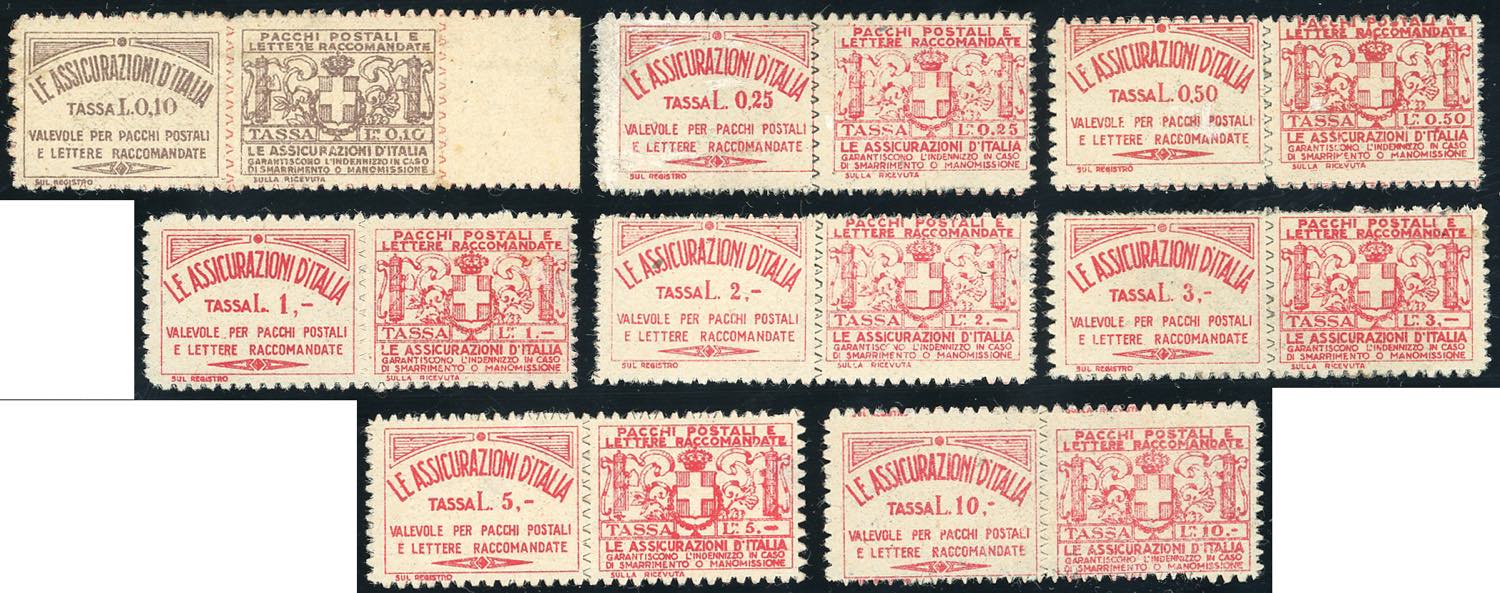 LE ASSICURAZIONI D'ITALIA
TASSA L. 0,10
VALEVOLE PER PACCHI POSTALI
E LETTERE RACCOMANDATE
SUL REGISTRO
PACCHI POSTALI E
LETTERE RACCOMANDATE
TASSA L. 0.10
LE ASSICURAZIONI D'ITALIA
GARANTISCONO L'INDENNIZZO IN CASO
DI SMARRIMENTO O MANOMISSIONE
SULLA RICEVUTA
LE ASSICURAZIONI D'ITALIA
TASSA L. 0,25
VALEVOLE PER PACCHI POSTALI
E LETTERE RACCOMANDATE
SUL REGISTRO
PACCHI POSTALI E
LETTERE RACCOMANDATE
TASSA L. 0.25
LE ASSICURAZIONI D'ITALIA
GARANTISCONO L'INDENNIZZO IN CASO
DI SMARRIMENTO O MANOMISSIONE
SULLA RICEVUTA
LE ASSICURAZIONI D'ITALIA
TASSA L. 0,50
VALEVOLE PER PACCHI POSTALI
E LETTERE RACCOMANDATE
SUL REGISTRO
PACCHI POSTALI E
LETTERE RACCOMANDATE
TASSA L. 0.50
LE ASSICURAZIONI D'ITALIA
GARANTISCONO L'INDENNIZZO IN CASO
DI SMARRIMENTO O MANOMISSIONE
SULLA RICEVUTA
LE ASSICURAZIONI D'ITALIA
TASSA L. 1,-
VALEVOLE PER PACCHI POSTALI
E LETTERE RACCOMANDATE
SUL REGISTRO
PACCHI POSTALI E
LETTERE RACCOMANDATE
TASSA L. 1.-
LE ASSICURAZIONI D'ITALIA
GARANTISCONO L'INDENNIZZO IN CASO
DI SMARRIMENTO O MANOMISSIONE
SULLA RICEVUTA
LE ASSICURAZIONI D'ITALIA
TASSA L. 2,-
VALEVOLE PER PACCHI POSTALI
E LETTERE RACCOMANDATE
SUL REGISTRO
PACCHI POSTALI E
LETTERE RACCOMANDATE
TASSA L. 2.-
LE ASSICURAZIONI D'ITALIA
GARANTISCONO L'INDENNIZZO IN CASO
DI SMARRIMENTO O MANOMISSIONE
SULLA RICEVUTA
LE ASSICURAZIONI D'ITALIA
TASSA L. 3,-
VALEVOLE PER PACCHI POSTALI
E LETTERE RACCOMANDATE
SUL REGISTRO
PACCHI POSTALI E
LETTERE RACCOMANDATE
TASSA L. 3,-
LE ASSICURAZIONI D'ITALIA
GARANTISCONO L'INDENNIZZO IN CASO
DI SMARRIMENTO O MANOMISSIONE
SULLA RICEVUTA
LE ASSICURAZIONI D'ITALIA
TASSA L. 5,-
VALEVOLE PER PACCHI POSTALI
E LETTERE RACCOMANDATE
SUL REGISTRO
PACCHI POSTALI E
LETTERE RACCOMANDATE
TASSA L. 5.-
LE ASSICURAZIONI D'ITALIA
GARANTISCONO L'INDENNIZZO IN CASO
DI SMARRIMENTO O MANOMISSIONE
SULLA RICEVUTA
LE ASSICURAZIONI D'ITALIA
TASSA L. 10,-
VALEVOLE PER PACCHI POSTALI
E LETTERE RACCOMANDATE
PACCHI POSTALI E
LETTERE RACCOMANDATE
TASSA L. 10.-
LE ASSICURAZIONI D'ITALIA
GARANTISCONO L'INDENNIZZO IN CASO
DI SMARRIMENTO O MANOMISSIONE